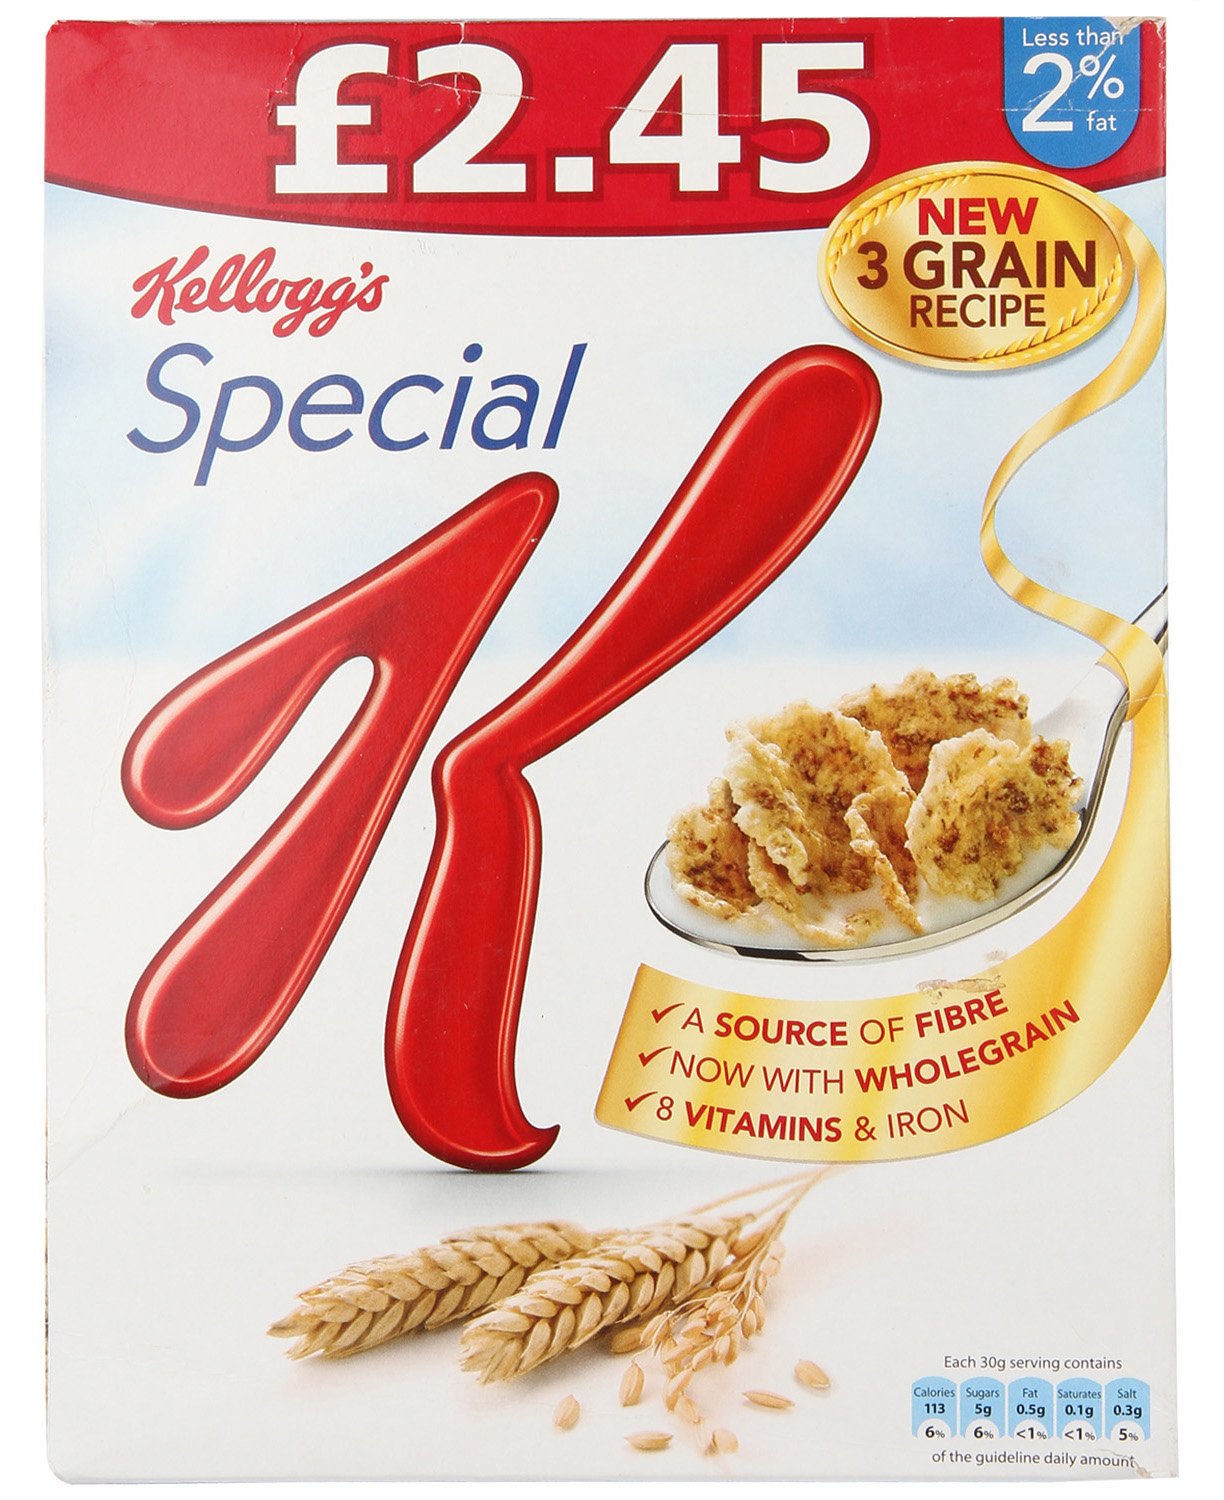 £2.45
Less than
2%
fat
NEW
3 GRAIN
RECIPE
Kellogg's
Special
K
✓ A SOURCE OF FIBRE
✓ NOW WITH WHOLEGRAIN
✓ 8 VITAMINS & IRON
Each 30g serving contains
Calories Sugars Fat Saturates Salt
113 5g 0.5g 0.1g 0.3g
6% 6% <1% <1% 5%
of the guideline daily amount